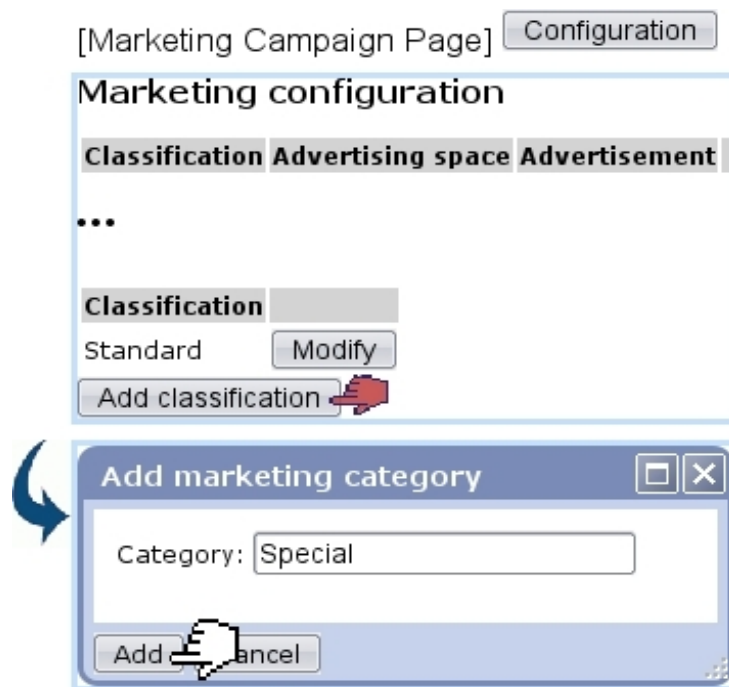 [Marketing Campaign Page] Configuration
Marketing configuration
Classification Advertising space Advertisement
•••
Classification
Standard Modify
Add classification
Add marketing category
Category: Special
Add ancel